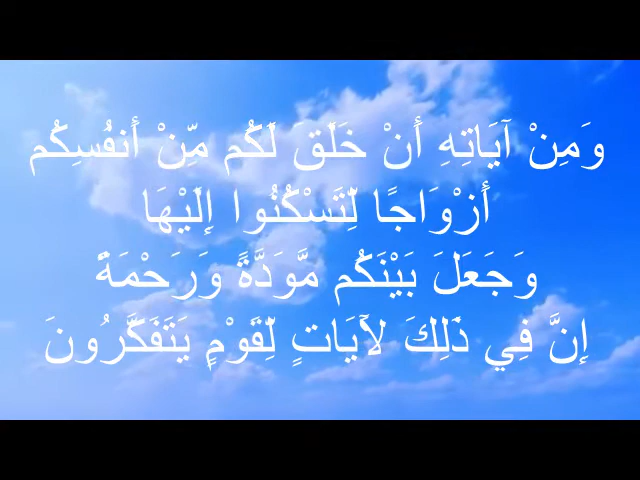 وَمِنْ آيَاتِهِ أَنْ خَلَقَ لَكُم مِّنْ أَنفُسِكُم
أَزْوَاجًا لِّتَسْكُنُوا إِلَيْهَا
وَجَعَلَ بَيْنَكُم مَّوَدَّةً وَرَحْمَةً
إِنَّ فِي ذَلِكَ لَآيَاتٍ لِّقَوْمٍ يَتَفَكَّرُونَ